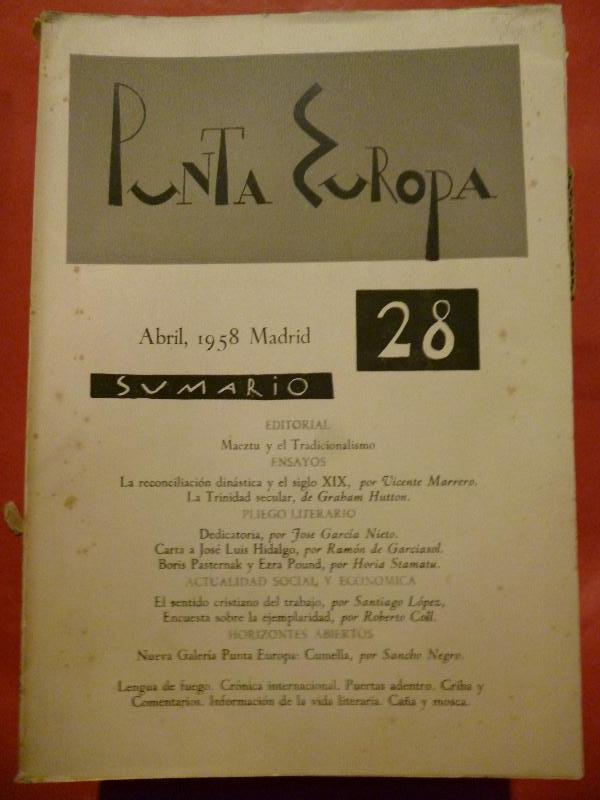 PUNTA EUROPA
Abril, 1958 Madrid
28
SUMARIO
EDITORIAL
Maeztu y el Tradicionalismo
ENSAYOS
La reconciliación dinástica y el siglo XIX, por Vicente Marrero.
La Trinidad secular, de Graham Hutton.
PLIEGO LITERARIO
Dedicatoria, por Jose García Nieto.
Carta a José Luis Hidalgo, por Ramón de Garciasol.
Boris Pasternak y Ezra Pound, por Horia Stamatu.
ACTUALIDAD SOCIAL Y ECONOMICA
El sentido cristiano del trabajo, por Santiago López,
Encuesta sobre la ejemplaridad, por Roberto Coll.
HORIZONTES ABIERTOS
Nueva Galería Punta Europa: Cumella, por Sancho Negro.
Lengua de fuego. Crónica internacional. Puertas adentro. Criba y
Comentarios. Información de la vida literaria. Caña y mosca.